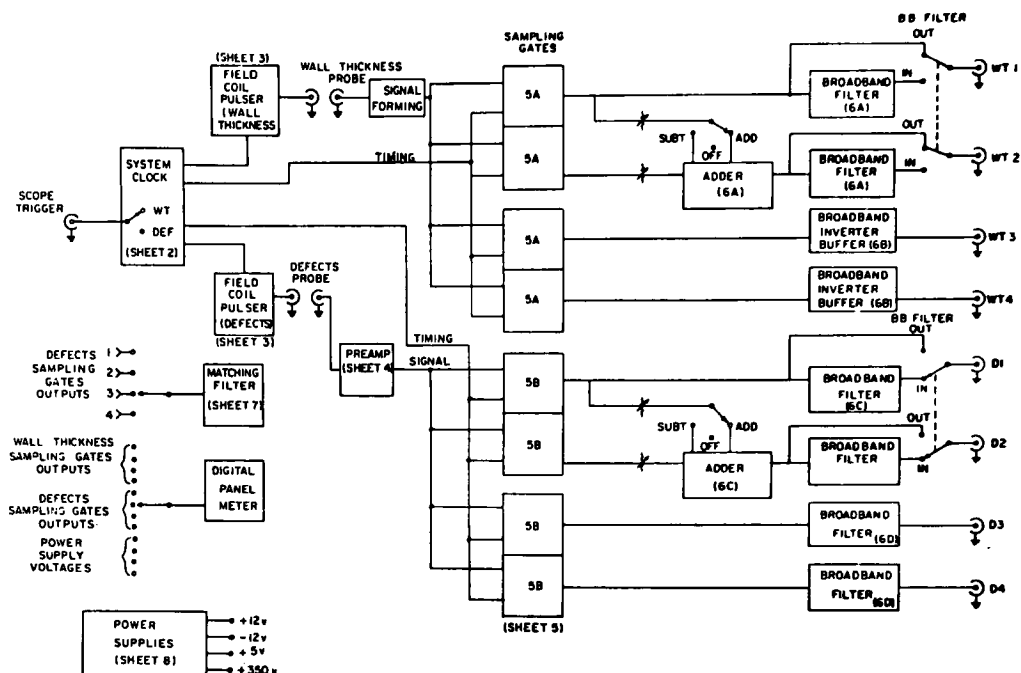 BB FILTER
OUT
SAMPLING
GATES
(SHEET 3)
FIELD
COIL
PULSER
(WALL
THICKNESS
WALL THICKNESS
PROBE
SIGNAL
FORMING
5A
BROADBAND
FILTER
(6A)
IN
WT 1
SUBT
OFF
ADD
OUT
5A
TIMING
ADDER
(6A)
BROADBAND
FILTER
(6A)
IN
WT 2
SYSTEM
CLOCK
WT
DEF
(SHEET 2)
SCOPE
TRIGGER
5A
BROADBAND
INVERTER
BUFFER (6B)
WT 3
5A
BROADBAND
INVERTER
BUFFER (6B)
WT4
FIELD
COIL
PULSER
(DEFECTS)
(SHEET 3)
DEFECTS
PROBE
BB FILTER
OUT
TIMING
PREAMP
(SHEET 4)
SIGNAL
5B
BROADBAND
FILTER
(6C)
IN
D1
DEFECTS
SAMPLING
GATES
OUTPUTS
1
2
3
4
MATCHING
FILTER
(SHEET 7)
SUBT
OFF
ADD
OUT
5B
ADDER
(6C)
BROADBAND
FILTER
IN
D2
WALL THICKNESS
SAMPLING GATES
OUTPUTS
DEFECTS
SAMPLING GATES
OUTPUTS
POWER
SUPPLY
VOLTAGES
DIGITAL
PANEL
METER
5B
BROADBAND
FILTER (6D)
D3
5B
BROADBAND
FILTER (6D)
D4
(SHEET 5)
POWER
SUPPLIES
(SHEET 8)
+12v
-12v
+5v
+350v